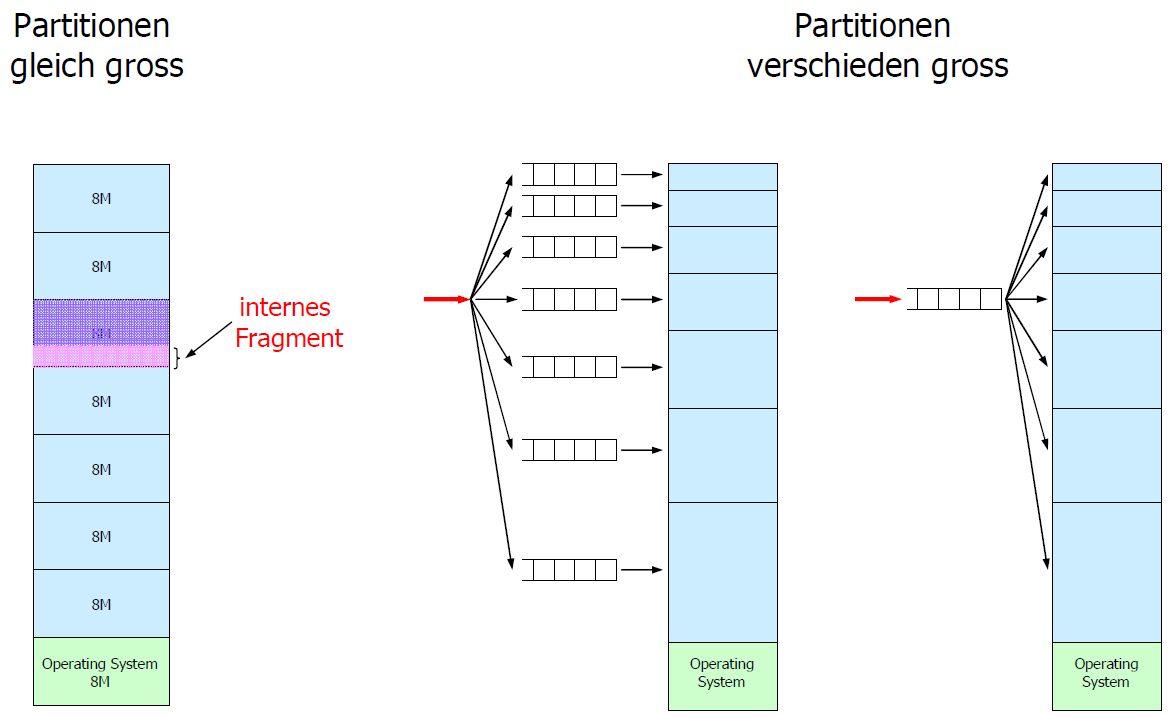 Partitionen
gleich gross
Partitionen
verschieden gross
8M
8M
8M
internes
Fragment
8M
8M
8M
8M
Operating System
8M
Operating
System
Operating
System